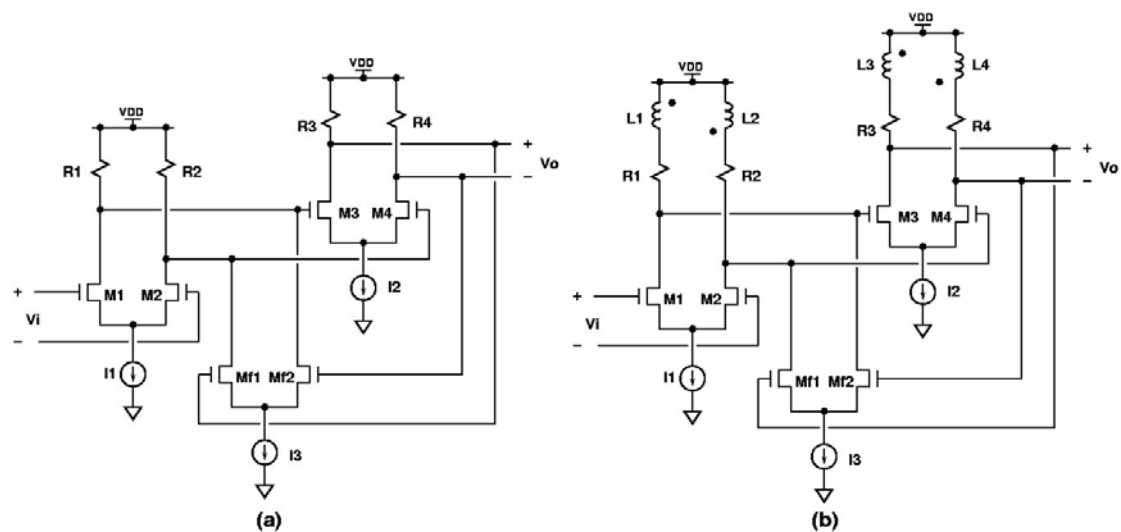 VDD
R3
R4
VDD
R1
R2
+
Vo
−
M3
M4
I2
+
M1
M2
Vi
−
I1
Mf1
Mf2
I3
(a)
VDD
L3
L4
VDD
L1
L2
R3
R4
+
Vo
−
R1
R2
M3
M4
I2
+
M1
M2
Vi
−
I1
Mf1
Mf2
I3
(b)